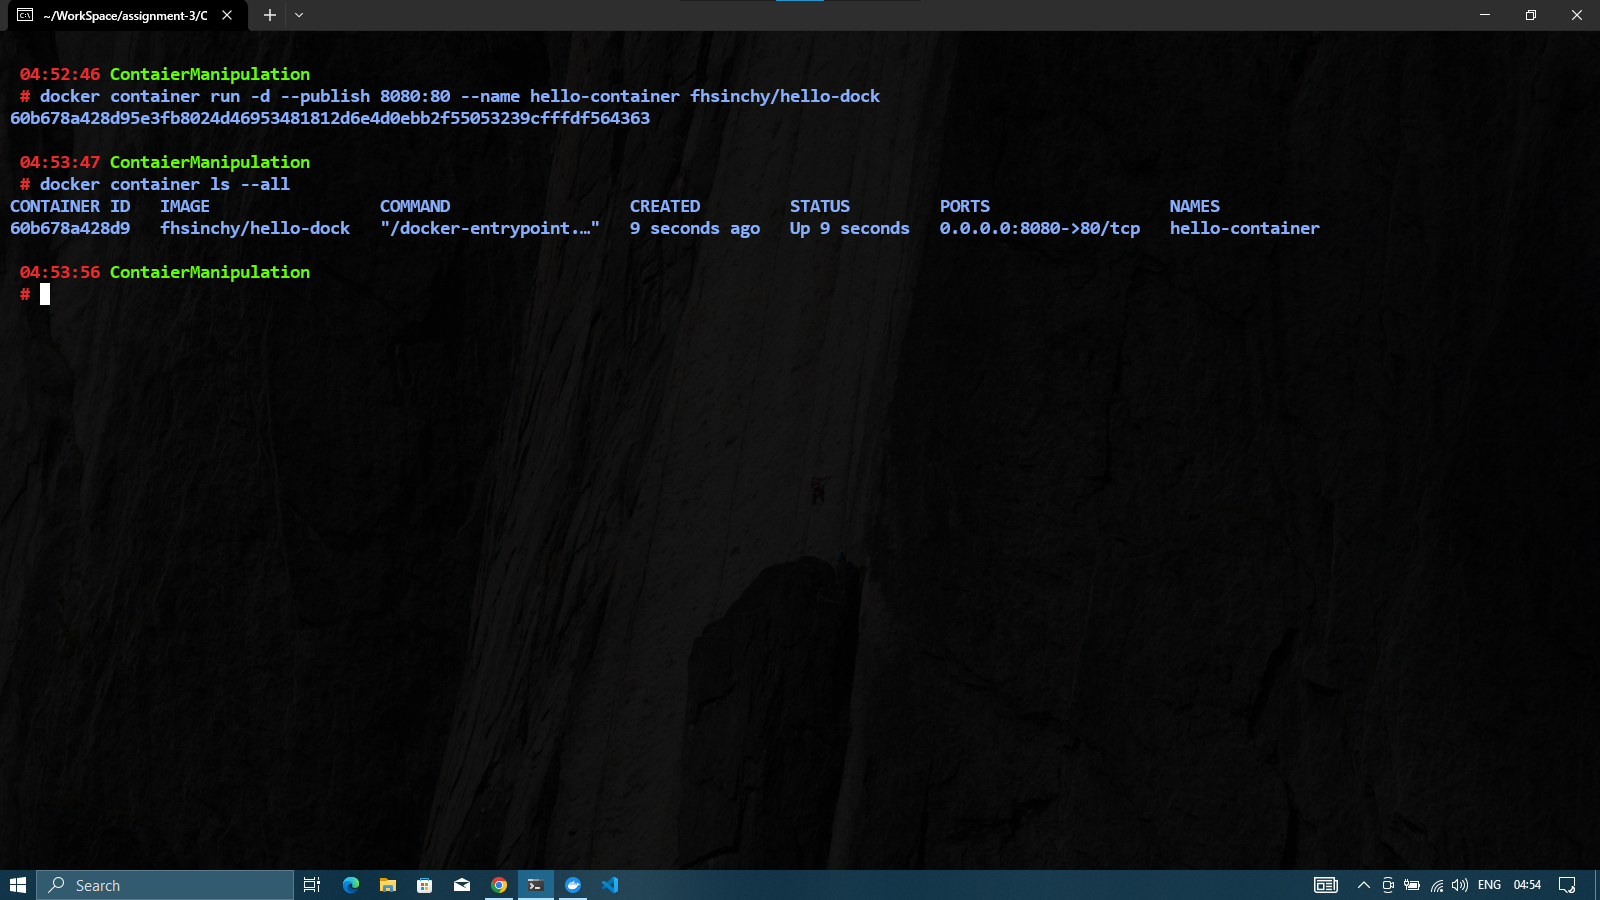 ~/WorkSpace/assignment-3/C
04:52:46 ContaierManipulation
# docker container run -d --publish 8080:80 --name hello-container fhsinchy/hello-dock
60b678a428d95e3fb8024d46953481812d6e4d0ebb2f55053239cfffdf564363
04:53:47 ContaierManipulation
# docker container ls --all
CONTAINER ID IMAGE COMMAND CREATED STATUS PORTS NAMES
60b678a428d9 fhsinchy/hello-dock "/docker-entrypoint.…" 9 seconds ago Up 9 seconds 0.0.0.0:8080->80/tcp hello-container
04:53:56 ContaierManipulation
#
Search ENG 04:54